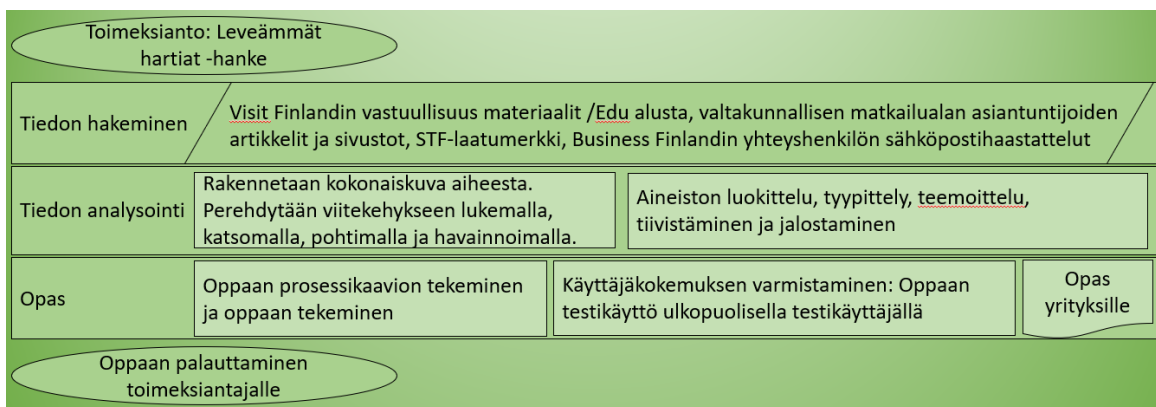 Toimeksianto: Leveämmät
hartiat -hanke
Tiedon hakeminen
Visit Finlandin vastuullisuus materiaalit /Edu alusta, valtakunnallisen matkailualan asiantuntijoiden
artikkelit ja sivustot, STF-laatumerkki, Business Finlandin yhteyshenkilön sähköpostihaastattelut
Tiedon analysointi
Rakennetaan kokonaiskuva aiheesta.
Perehdytään viitekehykseen lukemalla,
katsomalla, pohtimalla ja havainnoimalla.
Aineiston luokittelu, tyypittely, teemoittelu,
tiivistäminen ja jalostaminen
Opas
Oppaan prosessikaavion tekeminen
ja oppaan tekeminen
Käyttäjäkokemuksen varmistaminen: Oppaan
testikäyttö ulkopuolisella testikäyttäjällä
Opas
yrityksille
Oppaan palauttaminen
toimeksiantajalle